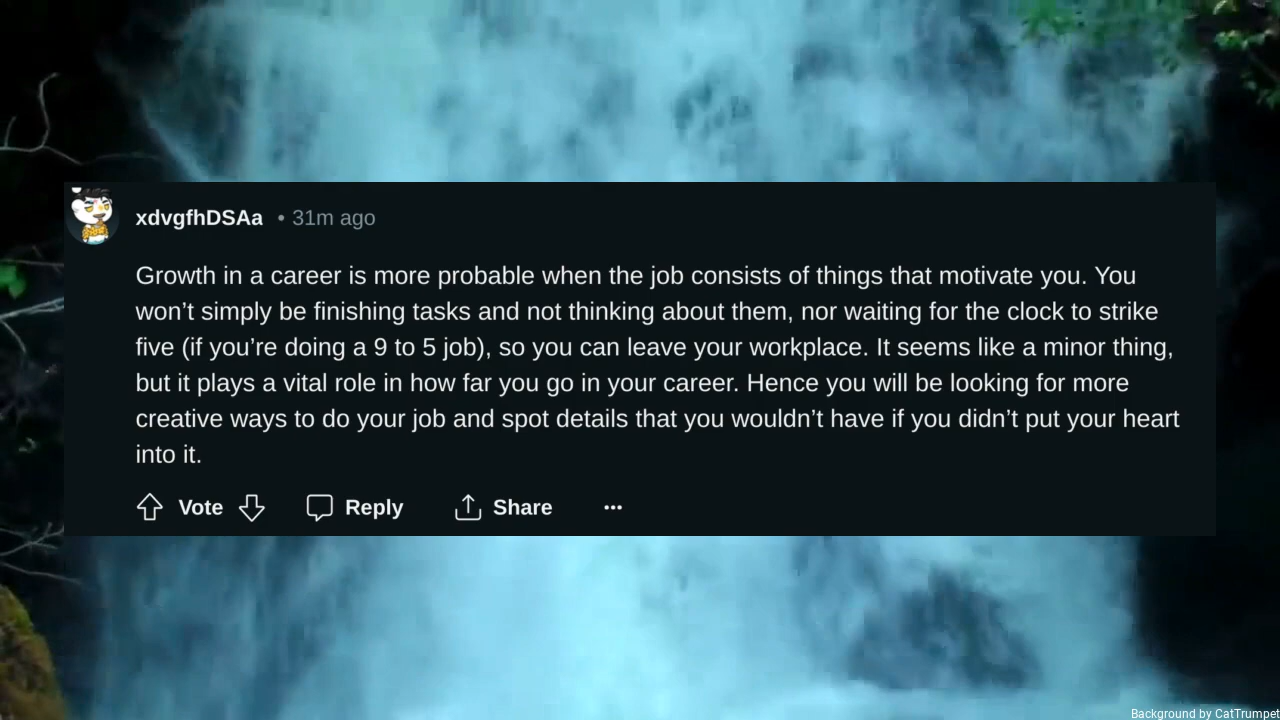 xdvgfhDSAa • 31m ago
Growth in a career is more probable when the job consists of things that motivate you. You
won’t simply be finishing tasks and not thinking about them, nor waiting for the clock to strike
five (if you’re doing a 9 to 5 job), so you can leave your workplace. It seems like a minor thing,
but it plays a vital role in how far you go in your career. Hence you will be looking for more
creative ways to do your job and spot details that you wouldn’t have if you didn’t put your heart
into it.
Vote Reply Share
Background by CatTrumpet